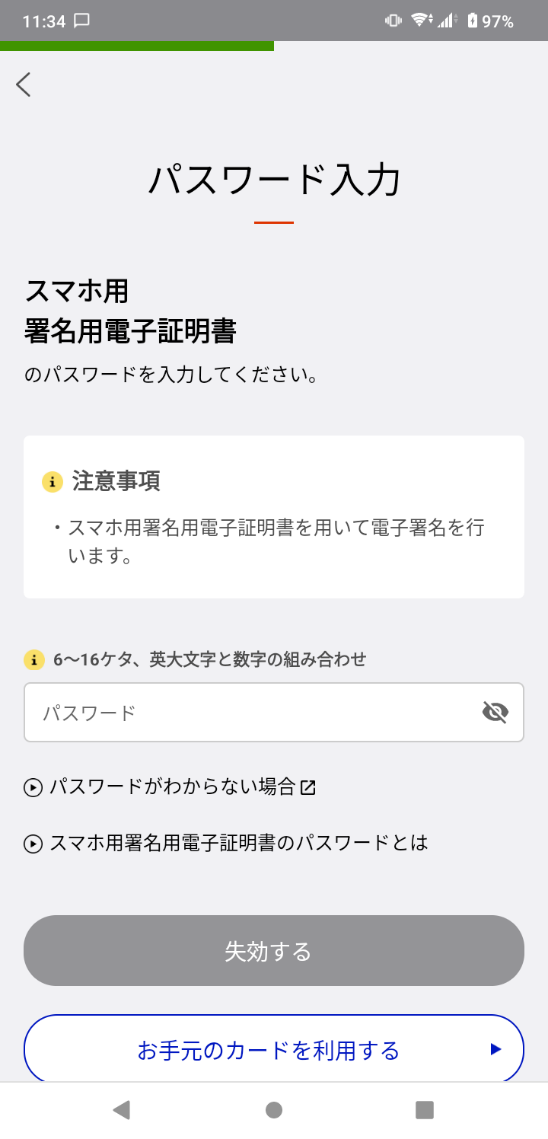 11:34 97%
パスワード入力
スマホ用
署名用電子証明書
のパスワードを入力してください。
注意事項
・スマホ用署名用電子証明書を用いて電子署名を行
います。
6〜16ケタ、英大文字と数字の組み合わせ
パスワード
パスワードがわからない場合
スマホ用署名用電子証明書のパスワードとは
失効する
お手元のカードを利用する